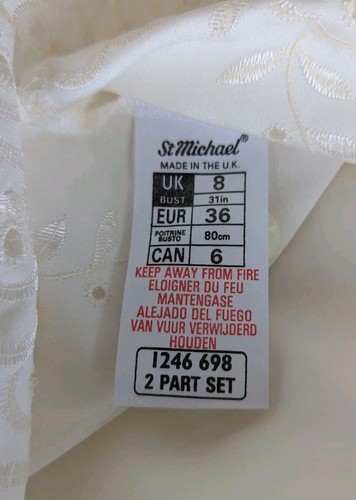 St Michael®
MADE IN THE U.K.
UK 8
BUST 31in
EUR 36
POITRINE BUSTO 80cm
CAN 6
KEEP AWAY FROM FIRE
ELOIGNER DU FEU
MANTENGASE
ALEJADO DEL FUEGO
VAN VUUR VERWIJDERD
HOUDEN
1246 698
2 PART SET